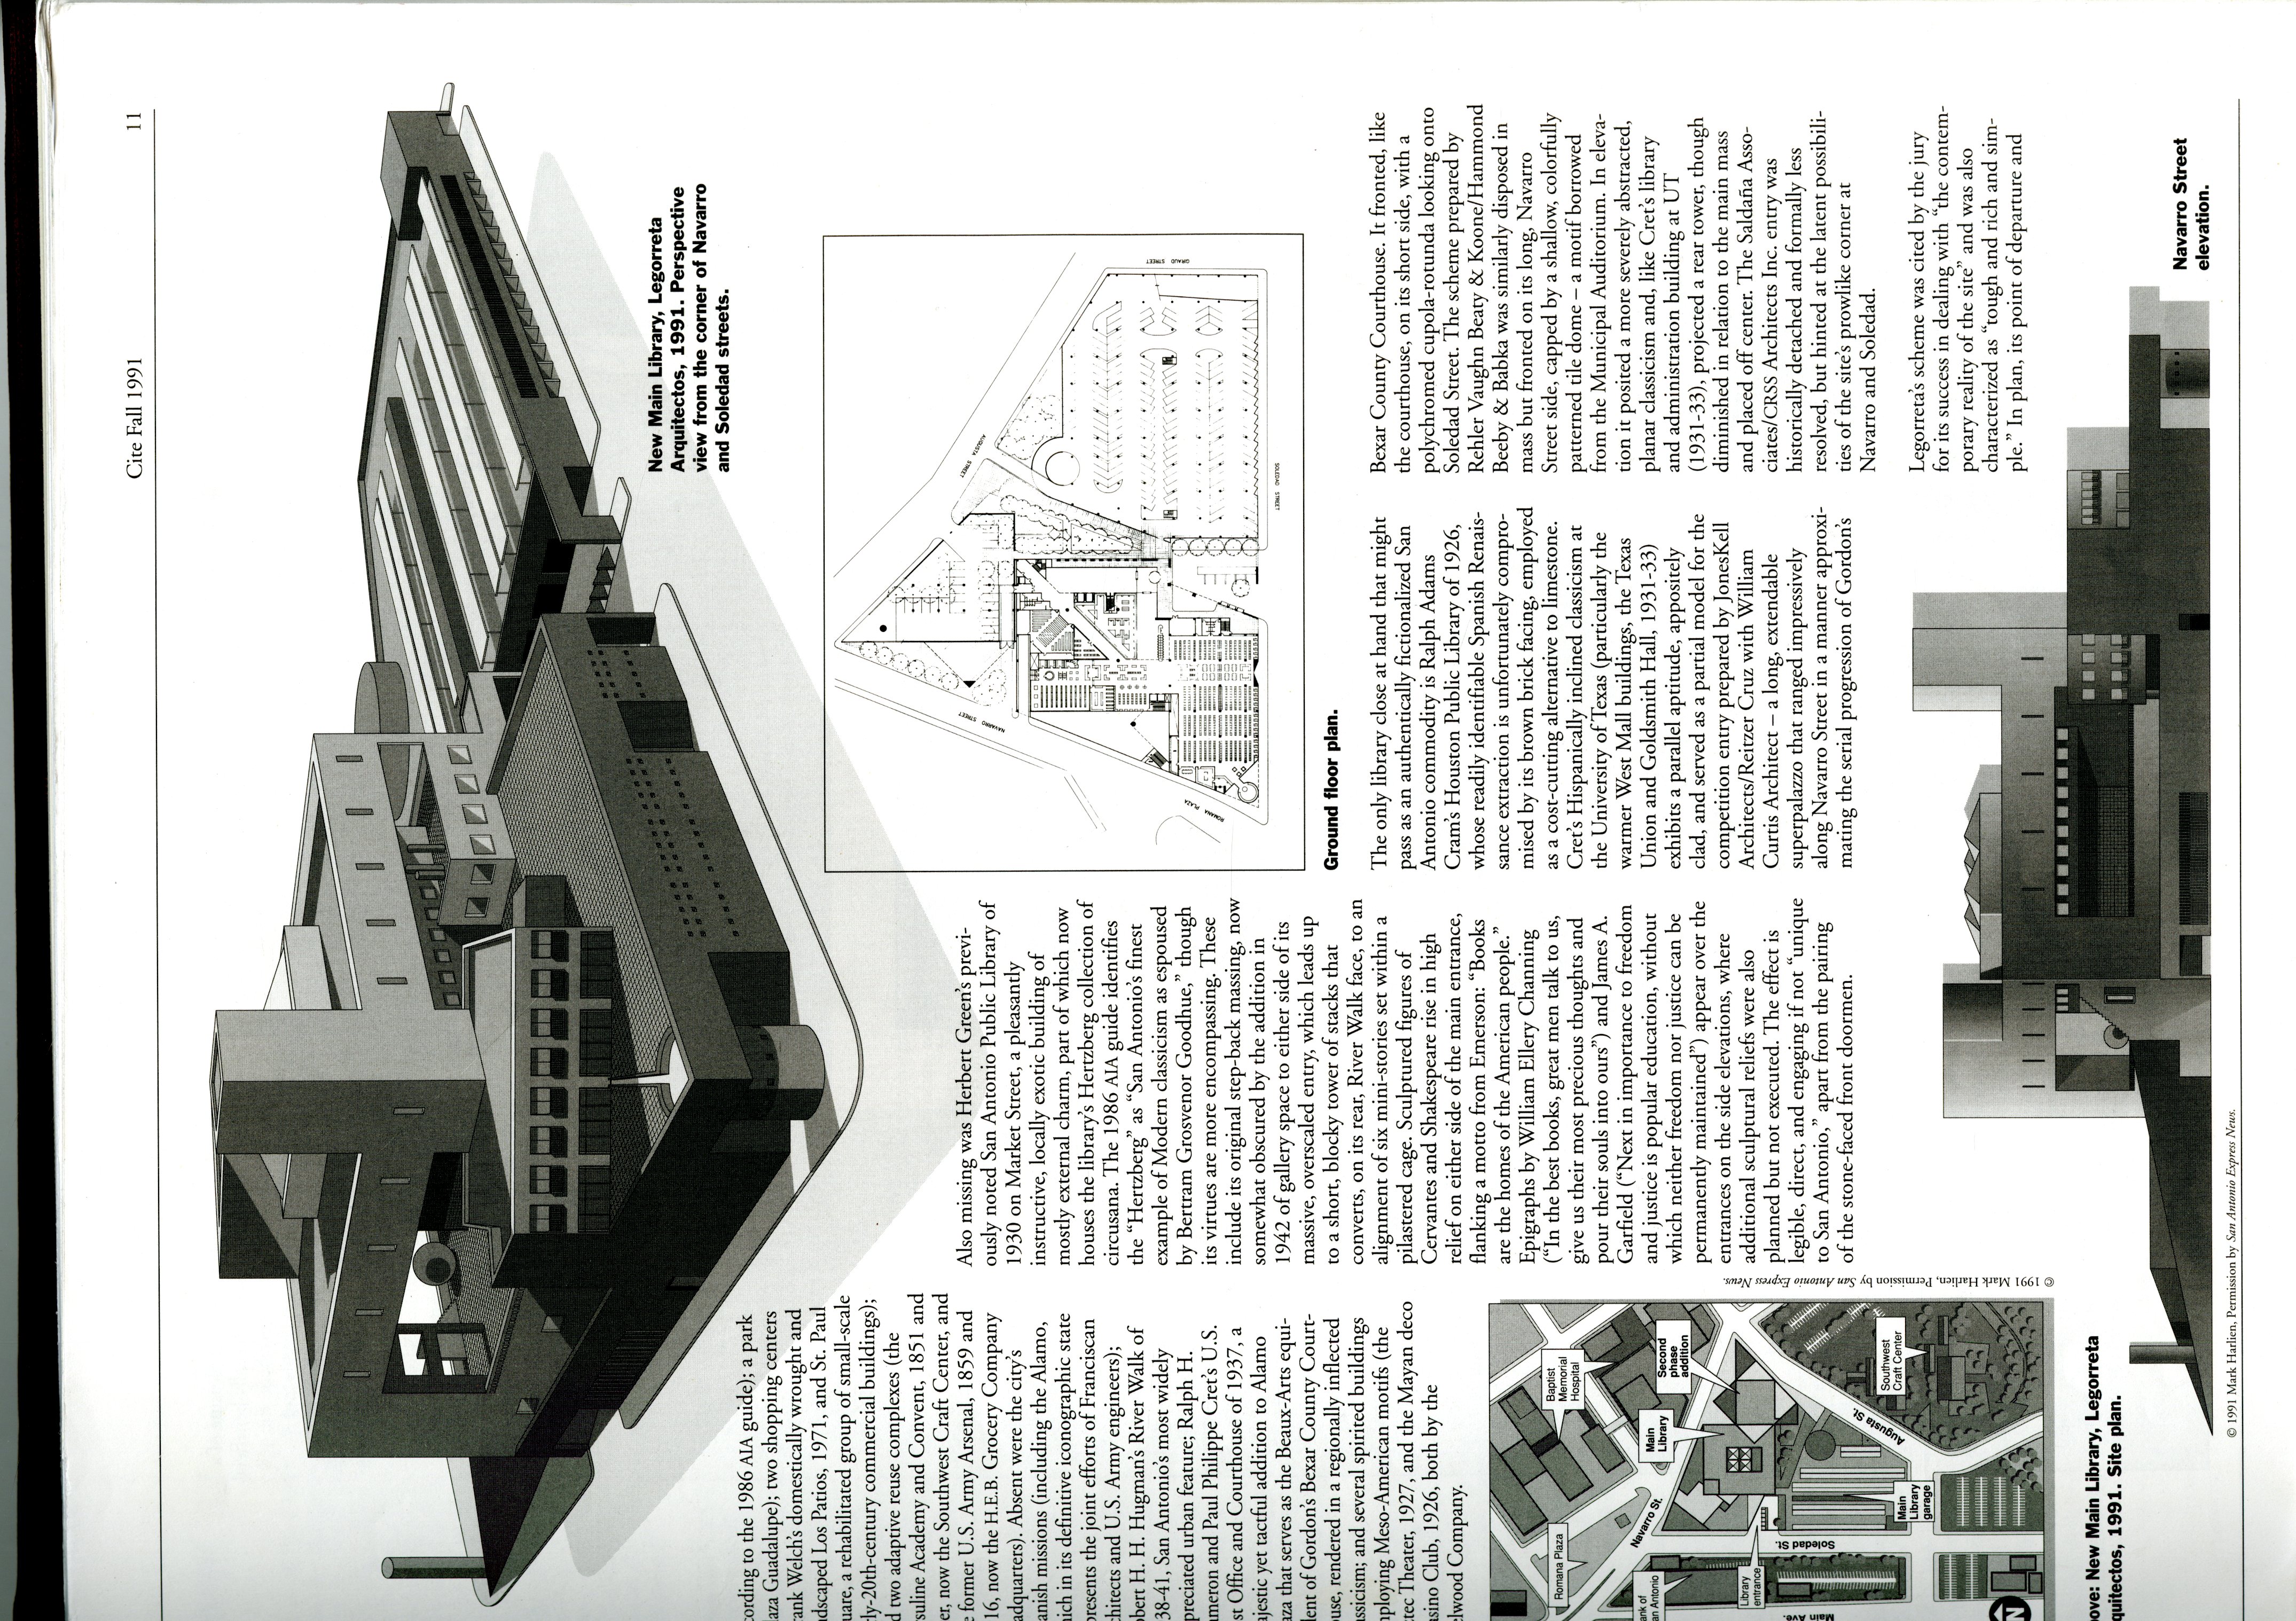 Cite Fall 1991 11
New Main Library, Legorreta
Arquitectos, 1991. Perspective
view from the corner of Navarro
and Soledad streets.
cording to the 1986 AIA guide); a park
laza Guadalupe); two shopping centers
rank Welch's domestically wrought and
ndscaped Los Patios, 1971, and St. Paul
uare, a rehabilitated group of small-scale
rly-20th-century commercial buildings);
d two adaptive reuse complexes (the
suline Academy and Convent, 1851 and
er, now the Southwest Craft Center, and
e former U.S. Army Arsenal, 1859 and
16, now the H.E.B. Grocery Company
adquarters). Absent were the city's
anish missions (including the Alamo,
hich in its definitive iconographic state
presents the joint efforts of Franciscan
chitects and U.S. Army engineers);
obert H. H. Hugman's River Walk of
38-41, San Antonio's most widely
preciated urban feature; Ralph H.
ameron and Paul Philippe Cret's U.S.
st Office and Courthouse of 1937, a
ajestic yet tactful addition to Alamo
aza that serves as the Beaux-Arts equi-
lent of Gordon's Bexar County Court-
ouse, rendered in a regionally inflected
assicism; and several spirited buildings
ploying Meso-American motifs (the
tec Theater, 1927, and the Mayan deco
sino Club, 1926, both by the
elwood Company.
Also missing was Herbert Green's previ-
ously noted San Antonio Public Library of
1930 on Market Street, a pleasantly
instructive, locally exotic building of
mostly external charm, part of which now
houses the library's Hertzberg collection of
circusana. The 1986 AIA guide identifies
the "Hertzberg" as "San Antonio's finest
example of Modern classicism as espoused
by Bertram Grosvenor Goodhue," though
its virtues are more encompassing. These
include its original step-back massing, now
somewhat obscured by the addition in
1942 of gallery space to either side of its
massive, overscaled entry, which leads up
to a short, blocky tower of stacks that
converts, on its rear, River Walk face, to an
alignment of six mini-stories set within a
pilastered cage. Sculptured figures of
Cervantes and Shakespeare rise in high
relief on either side of the main entrance,
flanking a motto from Emerson: "Books
are the homes of the American people."
Epigraphs by William Ellery Channing
("In the best books, great men talk to us,
give us their most precious thoughts and
pour their souls into ours") and James A.
Garfield ("Next in importance to freedom
and justice is popular education, without
which neither freedom nor justice can be
permanently maintained") appear over the
entrances on the side elevations, where
additional sculptural reliefs were also
planned but not executed. The effect is
legible, direct, and engaging if not "unique
to San Antonio," apart from the pairing
of the stone-faced front doormen.
GIRAUD STREET
AUGUSTA STREET
SOLEDAD STREET
NAVARRO STREET
ROMANA PLAZA
Ground floor plan.
The only library close at hand that might
pass as an authentically fictionalized San
Antonio commodity is Ralph Adams
Cram's Houston Public Library of 1926,
whose readily identifiable Spanish Renais-
sance extraction is unfortunately compro-
mised by its brown brick facing, employed
as a cost-cutting alternative to limestone.
Cret's Hispanically inclined classicism at
the University of Texas (particularly the
warmer West Mall buildings, the Texas
Union and Goldsmith Hall, 1931-33)
exhibits a parallel aptitude, appositely
clad, and served as a partial model for the
competition entry prepared by JonesKell
Architects/Reitzer Cruz with William
Curtis Architect – a long, extendable
superpalazzo that ranged impressively
along Navarro Street in a manner approxi-
mating the serial progression of Gordon's
Bexar County Courthouse. It fronted, like
the courthouse, on its short side, with a
polychromed cupola-rotunda looking onto
Soledad Street. The scheme prepared by
Rehler Vaughn Beaty & Koone/Hammond
Beeby & Babka was similarly disposed in
mass but fronted on its long, Navarro
Street side, capped by a shallow, colorfully
patterned tile dome – a motif borrowed
from the Municipal Auditorium. In eleva-
tion it posited a more severely abstracted,
planar classicism and, like Cret's library
and administration building at UT
(1931-33), projected a rear tower, though
diminished in relation to the main mass
and placed off center. The Saldaña Asso-
ciates/CRSS Architects Inc. entry was
historically detached and formally less
resolved, but hinted at the latent possibili-
ties of the site's prowlike corner at
Navarro and Soledad.
Legorreta's scheme was cited by the jury
for its success in dealing with "the contem-
porary reality of the site" and was also
characterized as "tough and rich and sim-
ple." In plan, its point of departure and
Baptist
Memorial
Hospital
Second
phase
addition
Main
Library
Southwest
Craft Center
Augusta St.
Navarro St.
Romana Plaza
Main
Library
garage
Soledad St.
Library
entrance
ank of
an Antonio
Main Ave.
N
© 1991 Mark Harlien, Permission by San Antonio Express News.
ove: New Main Library, Legorreta
quitectos, 1991. Site plan.
Navarro Street
elevation.
© 1991 Mark Harlien, Permission by San Antonio Express News.